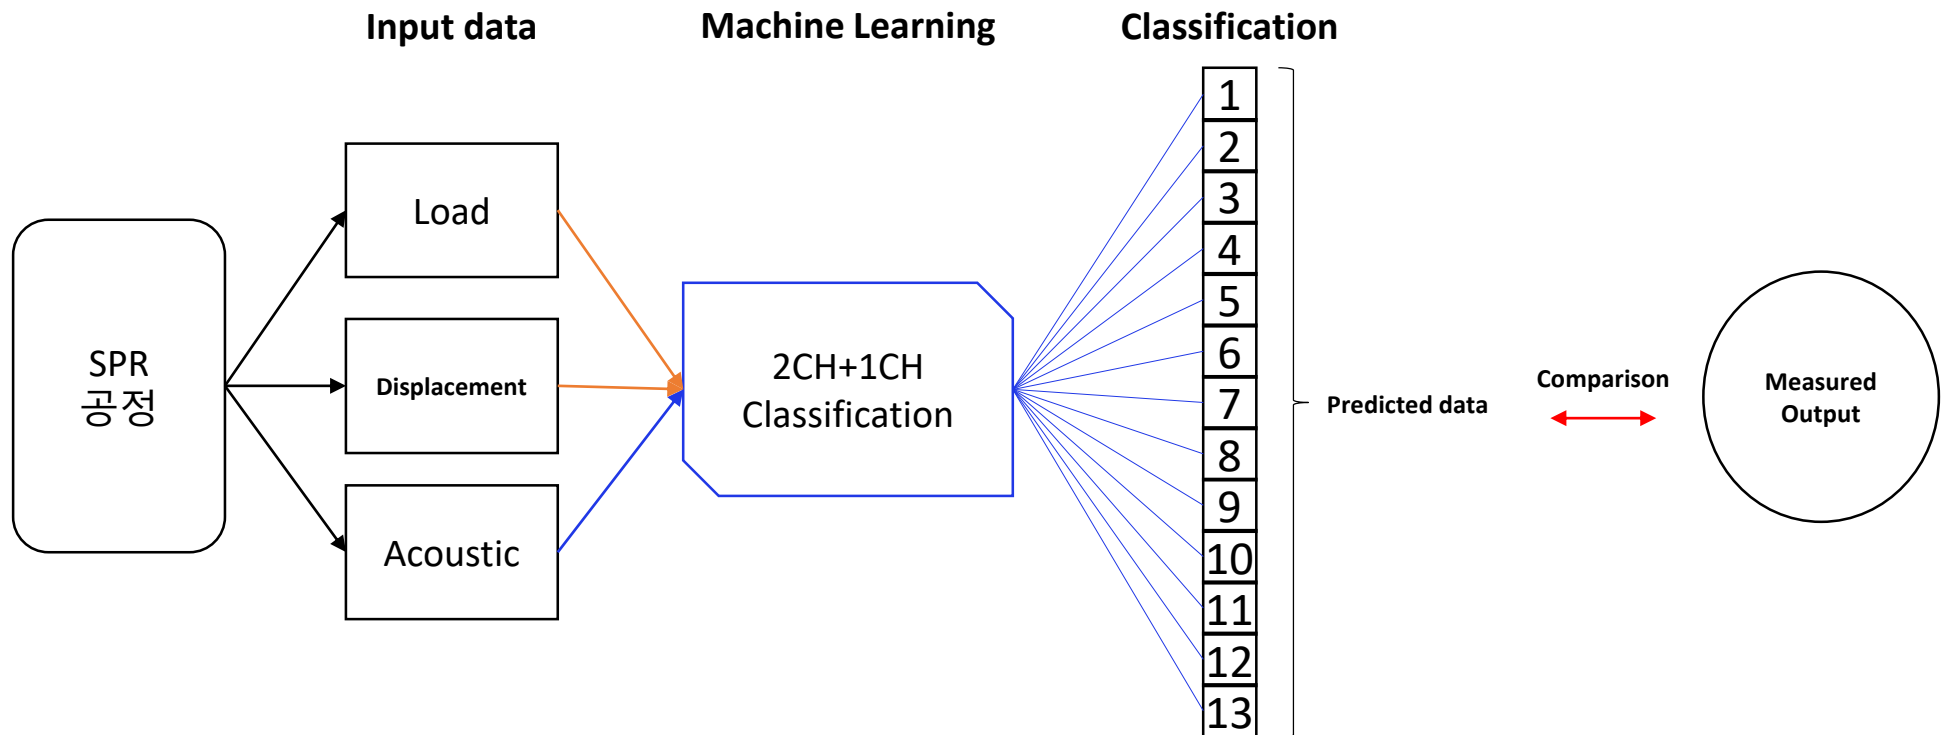 Input data
Machine Learning
Classification
SPR
공정
Load
Displacement
Acoustic
2CH+1CH
Classification
1
2
3
4
5
6
7
8
9
10
11
12
13
Predicted data
Comparison
Measured
Output